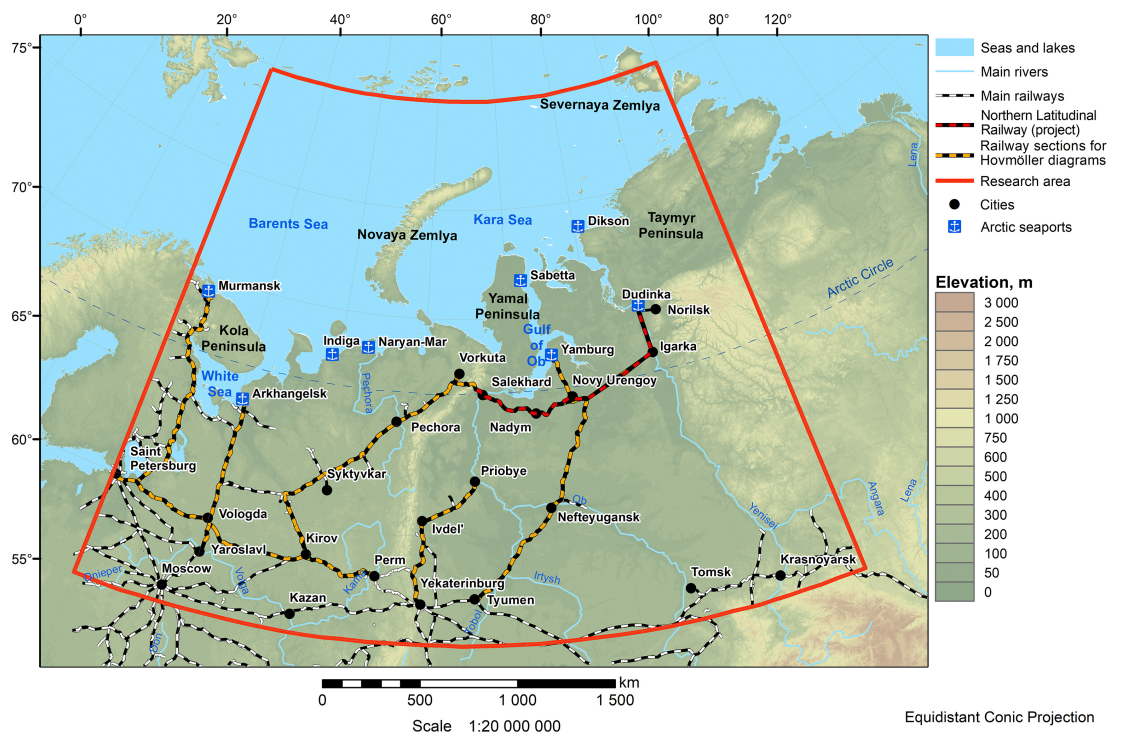 0° 20° 40° 60° 80° 100° 80° 120°
75°
70°
65°
60°
55°
Severnaya Zemlya
Barents Sea
Kara Sea
Novaya Zemlya
Dikson
Taymyr
Peninsula
Lena
Arctic Circle
Murmansk
Kola
Peninsula
White
Sea
Arkhangelsk
Indiga
Naryan-Mar
Pechora
Sabetta
Yamal
Peninsula
Gulf
of
Ob
Yamburg
Dudinka
Norilsk
Igarka
Vorkuta
Salekhard
Novy Urengoy
Nadym
Pechora
Saint
Petersburg
Syktyvkar
Priobye
Ob
Nefteyugansk
Ivdel'
Yenisei
Angara
Lena
Vologda
Yaroslavl
Kirov
Moscow
Dnieper
Volga
Perm
Kama
Kazan
Yekaterinburg
Tyumen
Irtysh
Tobol
Don
Tomsk
Krasnoyarsk
Seas and lakes
Main rivers
Main railways
Northern Latitudinal
Railway (project)
Railway sections for
Hovmöller diagrams
Research area
Cities
Arctic seaports
Elevation, m
3 000
2 500
2 000
1 750
1 500
1 250
1 000
750
600
500
400
300
200
100
50
0
km
0 500 1 000 1 500
Scale 1:20 000 000
Equidistant Conic Projection